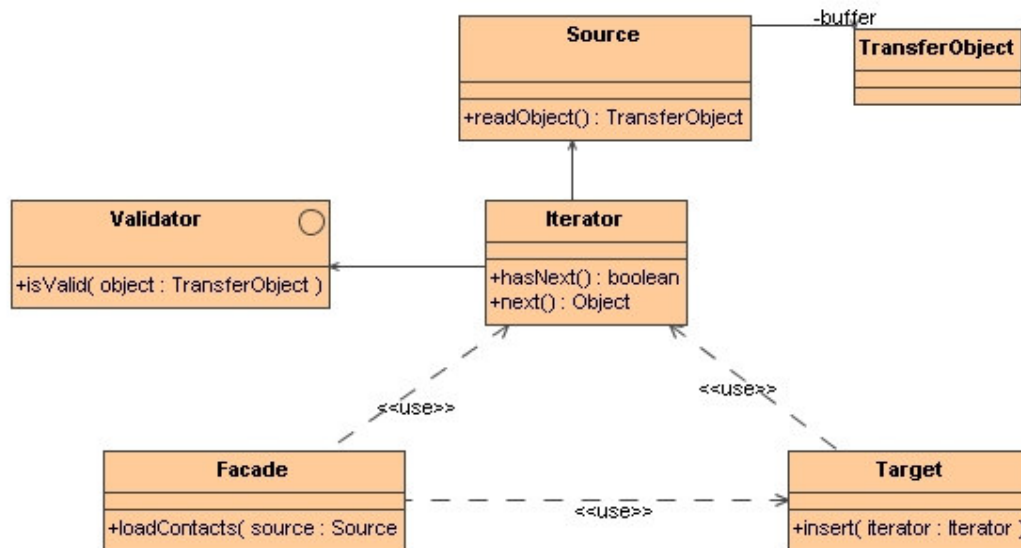 Source
+readObject() : TransferObject
-buffer
TransferObject
Validator
+isValid( object : TransferObject )
Iterator
+hasNext() : boolean
+next() : Object
<<use>>
<<use>>
Facade
+loadContacts( source : Source
<<use>>
Target
+insert( iterator : Iterator )